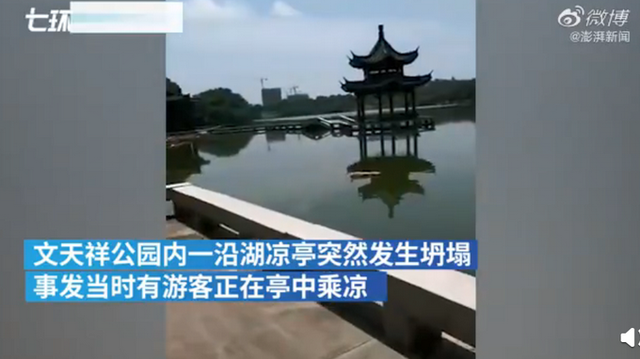 七环
微博
@澎湃新闻
文天祥公园内一沿湖凉亭突然发生坍塌
事发当时有游客正在亭中乘凉